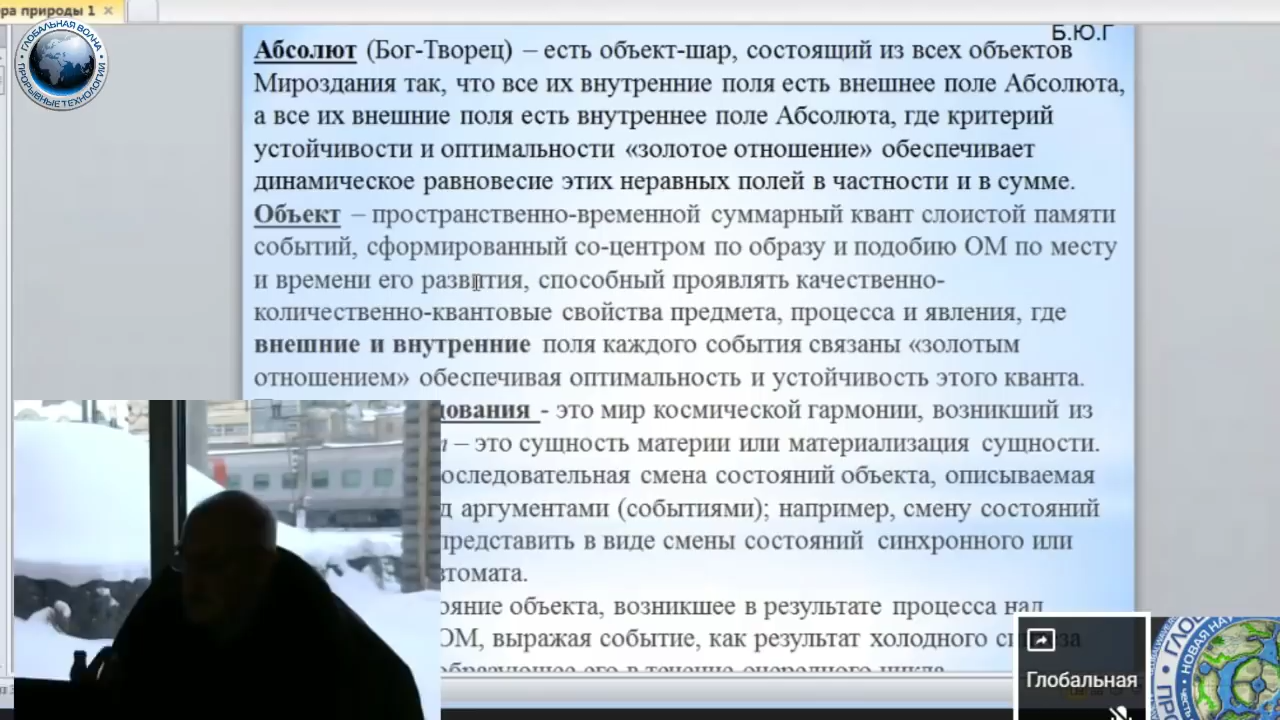 ра природы 1
ГЛОБАЛЬНАЯ ВОЛНА
ПРОРЫВНЫЕ ТЕХНОЛОГИИ
Б.Ю.Г
Абсолют (Бог-Творец) – есть объект-шар, состоящий из всех объектов
Мироздания так, что все их внутренние поля есть внешнее поле Абсолюта,
а все их внешние поля есть внутреннее поле Абсолюта, где критерий
устойчивости и оптимальности «золотое отношение» обеспечивает
динамическое равновесие этих неравных полей в частности и в сумме.
Объект – пространственно-временной суммарный квант слоистой памяти
событий, сформированный со-центром по образу и подобию ОМ по месту
и времени его развития, способный проявлять качественно-
количественно-квантовые свойства предмета, процесса и явления, где
внешние и внутренние поля каждого события связаны «золотым
отношением» обеспечивая оптимальность и устойчивость этого кванта.
дования - это мир космической гармонии, возникший из
– это сущность материи или материализация сущности.
оследовательная смена состояний объекта, описываемая
д аргументами (событиями); например, смену состояний
представить в виде смены состояний синхронного или
втомата.
ояние объекта, возникшее в результате процесса над
ОМ, выражая событие, как результат холодного синтеза
образующее его в течение очередного цикла
Глобальная